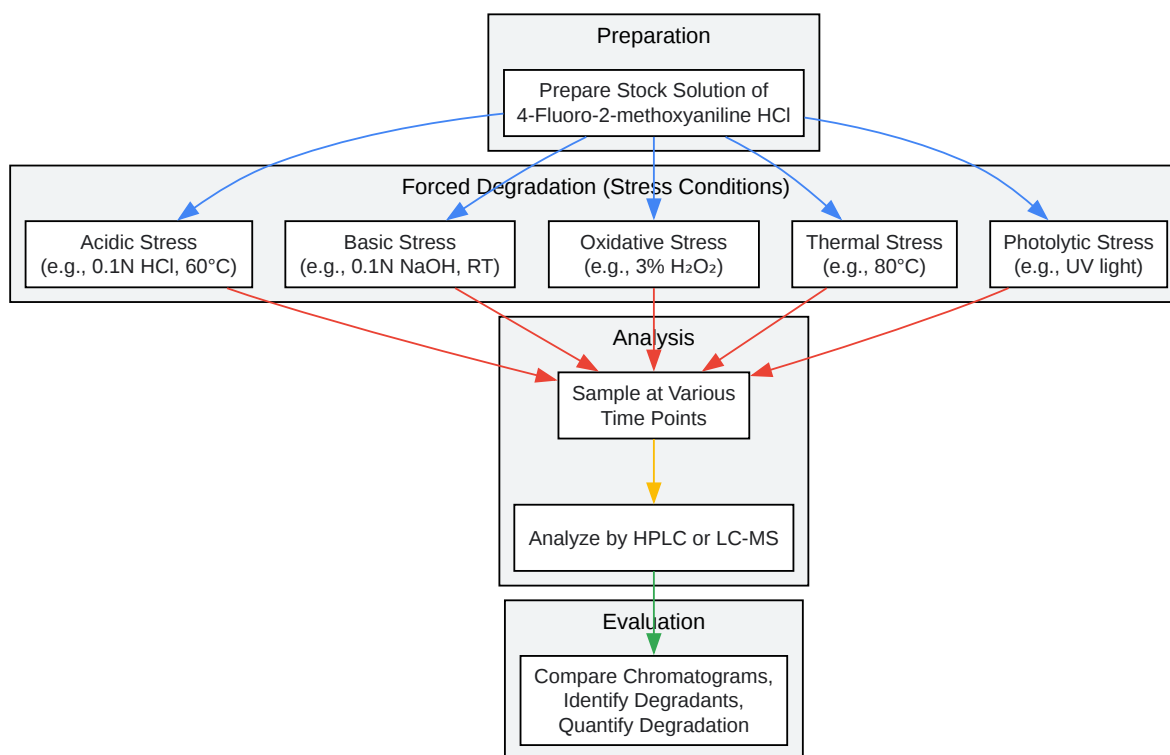 Preparation
Prepare Stock Solution of
4-Fluoro-2-methoxyaniline HCl
Forced Degradation (Stress Conditions)
Acidic Stress
(e.g., 0.1N HCl, 60°C)
Basic Stress
(e.g., 0.1N NaOH, RT)
Oxidative Stress
(e.g., 3% H₂O₂)
Thermal Stress
(e.g., 80°C)
Photolytic Stress
(e.g., UV light)
Analysis
Sample at Various
Time Points
Analyze by HPLC or LC-MS
Evaluation
Compare Chromatograms,
Identify Degradants,
Quantify Degradation